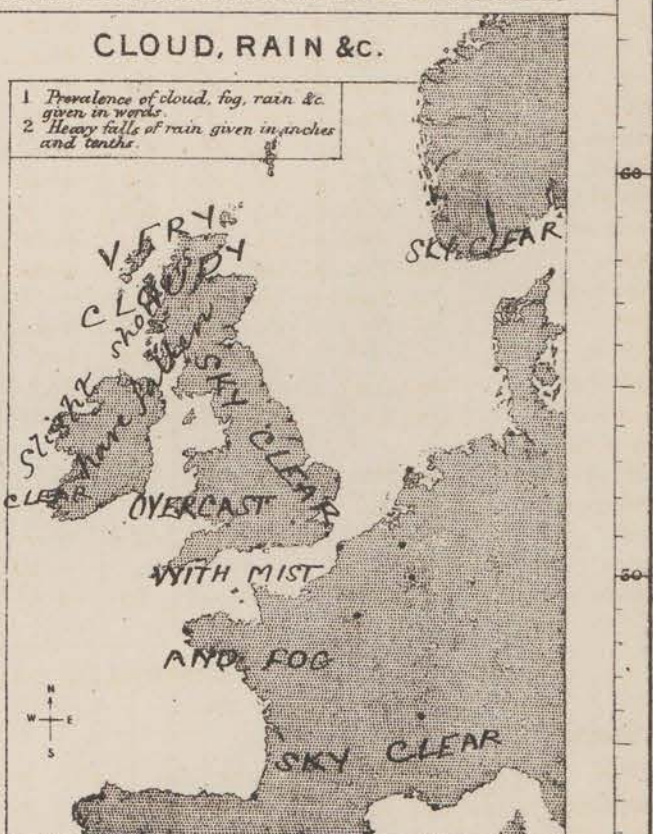 CLOUD, RAIN &c.
1 Prevalence of cloud, fog, rain &c.
given in words.
2 Heavy falls of rain given in inches
and tenths.
60
VERY
CLOUDY
SKY CLEAR
Slight showers
have fallen
SKY
CLEAR
CLEAR
OVERCAST
WITH MIST
50
AND FOG
N
W E
S
SKY CLEAR